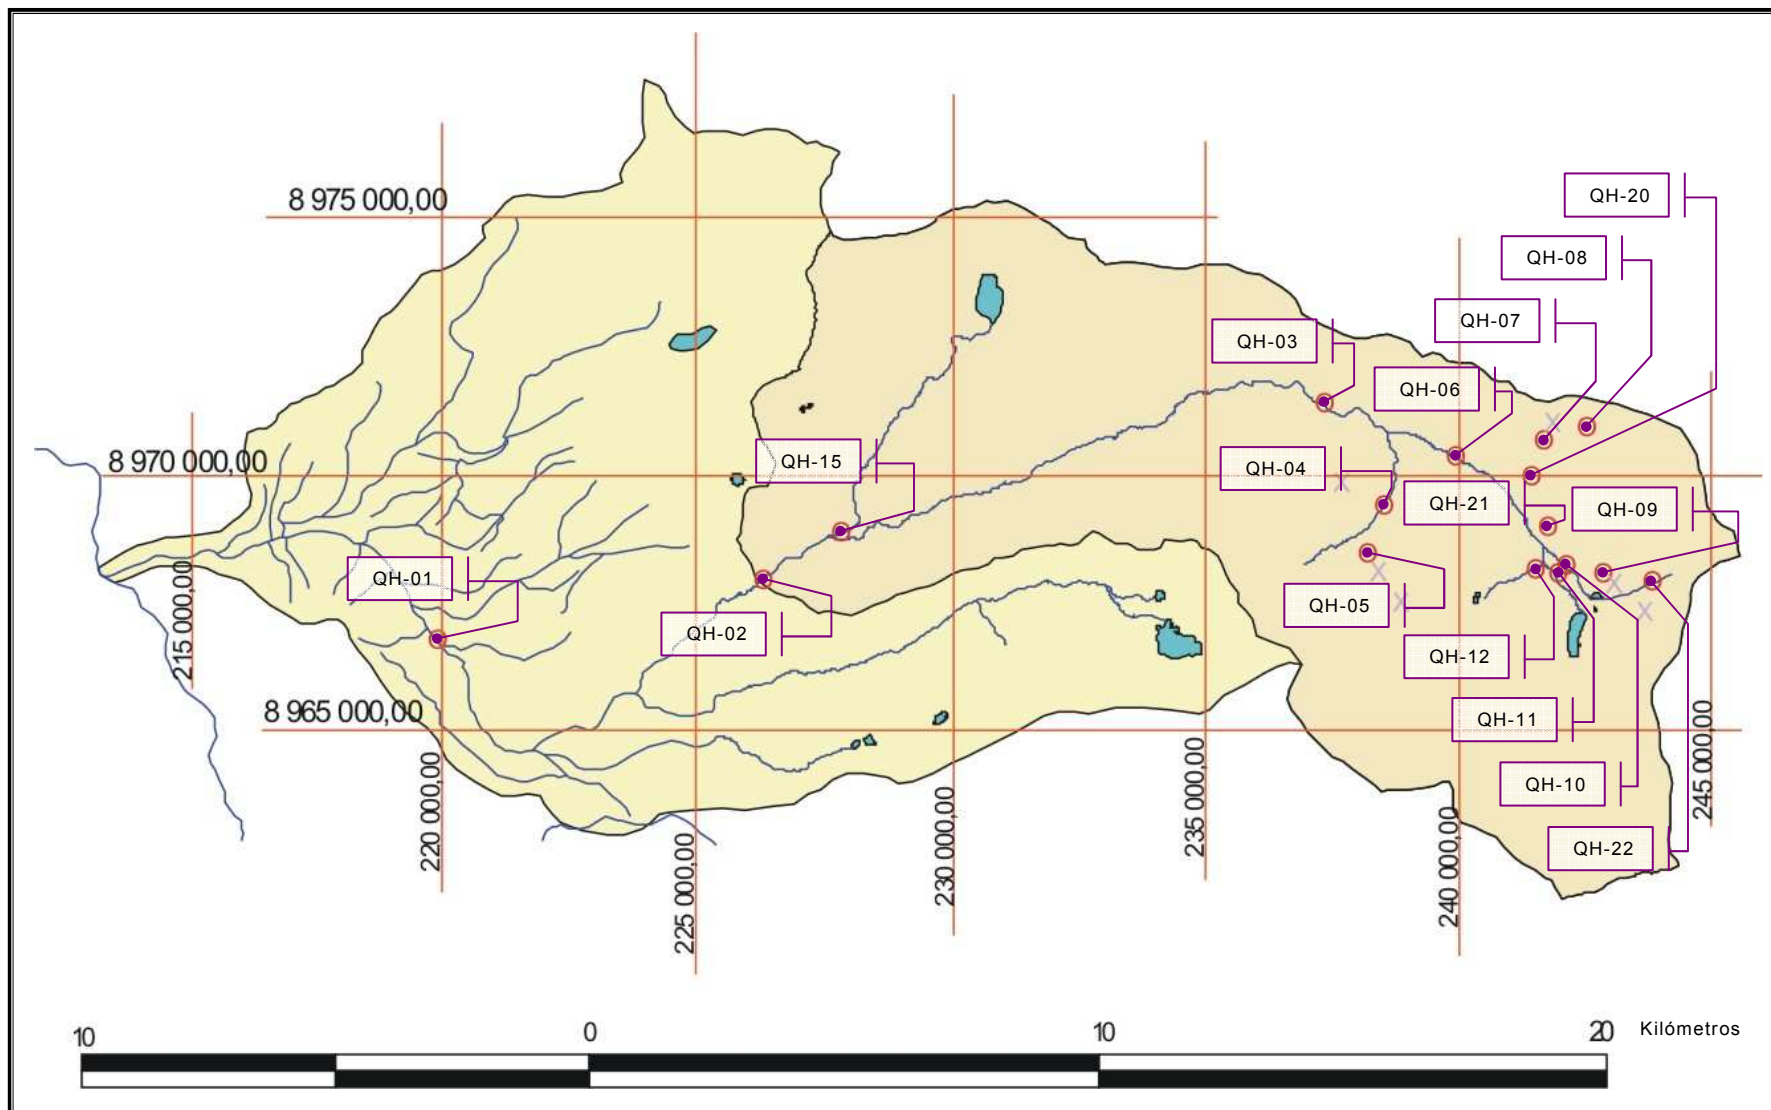 QH-20
8 975 000,00
QH-08
QH-07
QH-03
QH-06
8 970 000,00
QH-15
QH-04
QH-21
QH-09
QH-01
QH-05
QH-02
QH-12
215 000,00
8 965 000,00
QH-11
220 000,00
225 000,00
230 000,00
235 000,00
240 000,00
245 000,00
QH-10
QH-22
10
0
10
20
Kilómetros